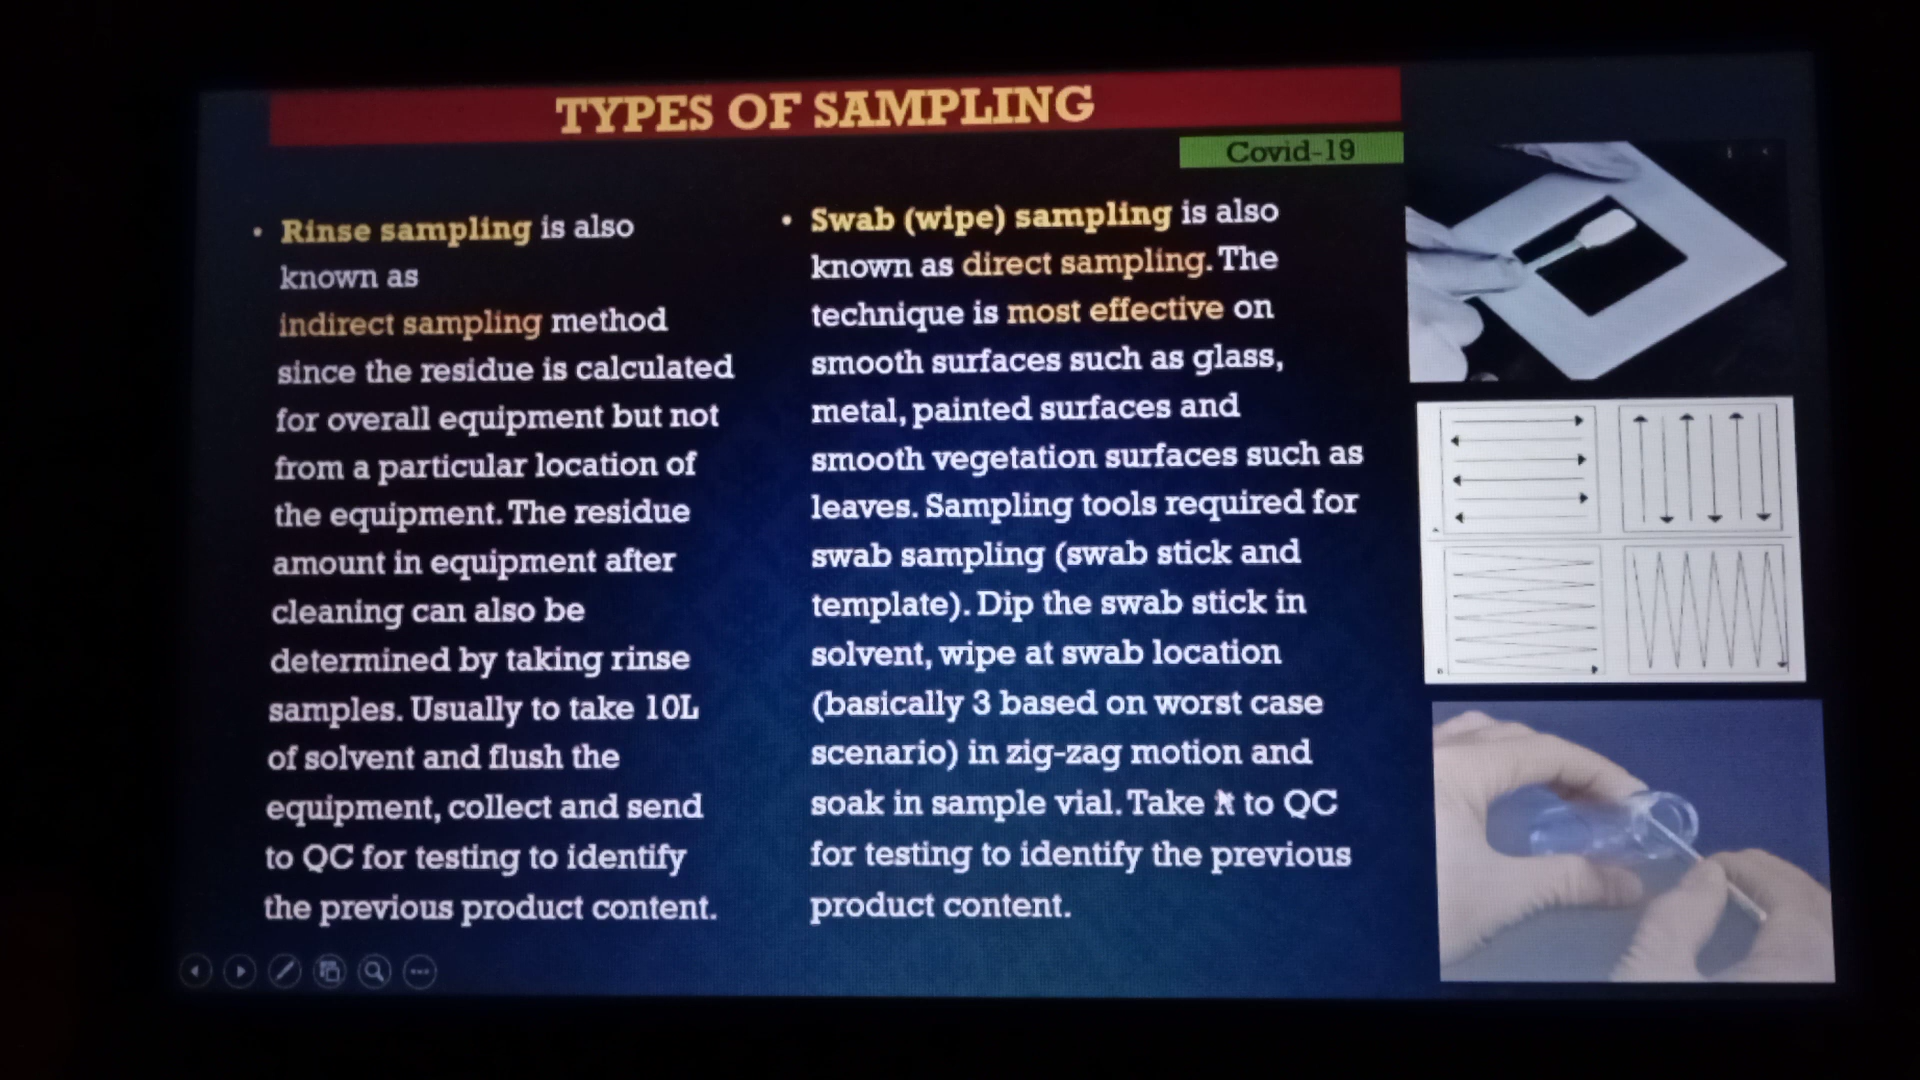 TYPES OF SAMPLING
Covid-19
• Rinse sampling is also
known as
indirect sampling method
since the residue is calculated
for overall equipment but not
from a particular location of
the equipment. The residue
amount in equipment after
cleaning can also be
determined by taking rinse
samples. Usually to take 10L
of solvent and flush the
equipment, collect and send
to QC for testing to identify
the previous product content.
• Swab (wipe) sampling is also
known as direct sampling. The
technique is most effective on
smooth surfaces such as glass,
metal, painted surfaces and
smooth vegetation surfaces such as
leaves. Sampling tools required for
swab sampling (swab stick and
template). Dip the swab stick in
solvent, wipe at swab location
(basically 3 based on worst case
scenario) in zig-zag motion and
soak in sample vial. Take it to QC
for testing to identify the previous
product content.